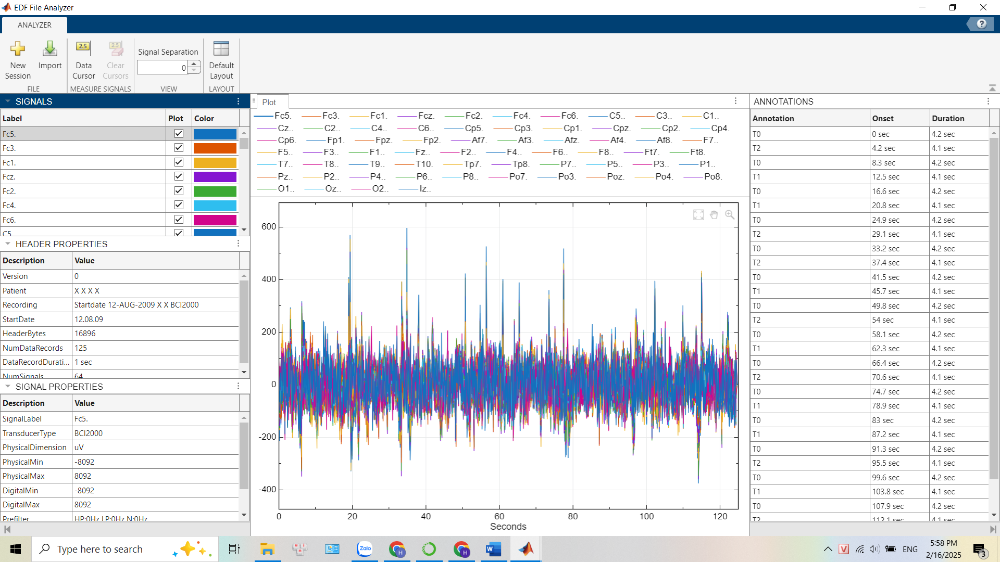 EDF File Analyzer
ANALYZER
?
2.5
2.5
Signal Separation
0
New Session
Import
Data Cursor
Clear Cursors
Default Layout
FILE
MEASURE SIGNALS
VIEW
LAYOUT
SIGNALS
Label Plot Color
Fc5.
Fc3.
Fc1.
Fcz.
Fc2.
Fc4.
Fc6.
C5
HEADER PROPERTIES
Description Value
Version 0
Patient X X X X
Recording Startdate 12-AUG-2009 X X BCI2000
StartDate 12.08.09
HeaderBytes 16896
NumDataRecords 125
DataRecordDurati... 1 sec
NumSignals 64
SIGNAL PROPERTIES
Description Value
SignalLabel Fc5.
TransducerType BCI2000
PhysicalDimension uV
PhysicalMin -8092
PhysicalMax 8092
DigitalMin -8092
DigitalMax 8092
Prefilter HP:0Hz LP:0Hz N:0Hz
Plot
Fc5. Fc3. Fc1. Fcz. Fc2. Fc4. Fc6. C5.. C3.. C1..
Cz.. C2.. C4.. C6.. Cp5. Cp3. Cp1. Cpz. Cp2. Cp4.
Cp6. Fp1. Fpz. Fp2. Af7. Af3. Afz. Af4. Af8. F7..
F5.. F3.. F1.. Fz.. F2.. F4.. F6.. F8.. Ft7. Ft8.
T7.. T8.. T9.. T10. Tp7. Tp8. P7.. P5.. P3.. P1..
Pz.. P2.. P4.. P6.. P8.. Po7. Po3. Poz. Po4. Po8.
O1.. Oz.. O2.. Iz..
600
400
200
0
-200
-400
0 20 40 60 80 100 120
Seconds
ANNOTATIONS
Annotation Onset Duration
T0 0 sec 4.2 sec
T2 4.2 sec 4.1 sec
T0 8.3 sec 4.2 sec
T1 12.5 sec 4.1 sec
T0 16.6 sec 4.2 sec
T1 20.8 sec 4.1 sec
T0 24.9 sec 4.2 sec
T2 29.1 sec 4.1 sec
T0 33.2 sec 4.2 sec
T2 37.4 sec 4.1 sec
T0 41.5 sec 4.2 sec
T1 45.7 sec 4.1 sec
T0 49.8 sec 4.2 sec
T2 54 sec 4.1 sec
T0 58.1 sec 4.2 sec
T1 62.3 sec 4.1 sec
T0 66.4 sec 4.2 sec
T2 70.6 sec 4.1 sec
T0 74.7 sec 4.2 sec
T1 78.9 sec 4.1 sec
T0 83 sec 4.2 sec
T1 87.2 sec 4.1 sec
T0 91.3 sec 4.2 sec
T2 95.5 sec 4.1 sec
T0 99.6 sec 4.2 sec
T1 103.8 sec 4.1 sec
T0 107.9 sec 4.2 sec
T2 112.1 sec 4.1 sec
Type here to search
Zalo
H
H
W
V
ENG
5:58 PM
2/16/2025
3